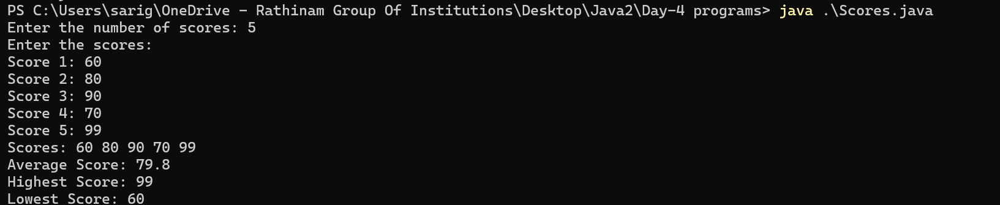 PS C:\Users\sarig\OneDrive - Rathinam Group Of Institutions\Desktop\Java2\Day-4 programs> java .\Scores.java
Enter the number of scores: 5
Enter the scores:
Score 1: 60
Score 2: 80
Score 3: 90
Score 4: 70
Score 5: 99
Scores: 60 80 90 70 99
Average Score: 79.8
Highest Score: 99
Lowest Score: 60